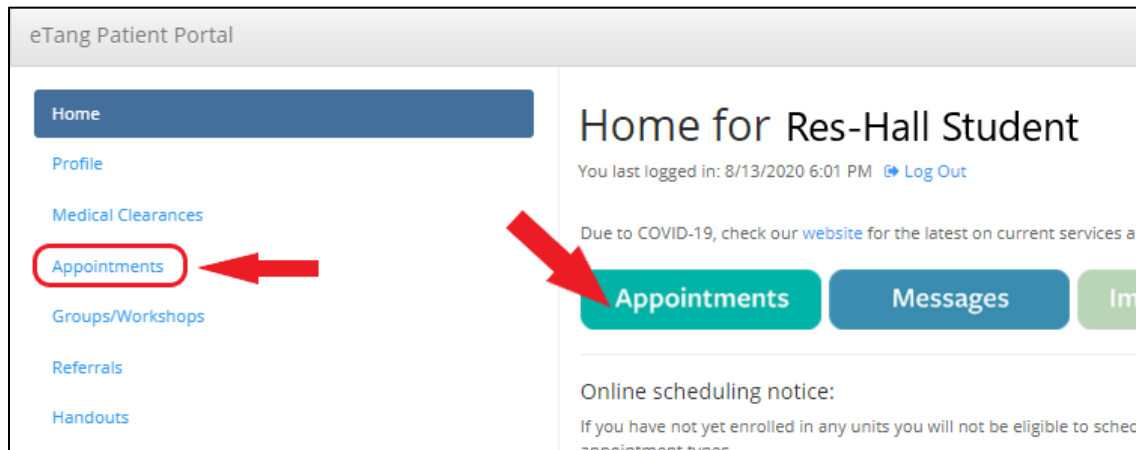 eTang Patient Portal
Home
Profile
Medical Clearances
Appointments
Groups/Workshops
Referrals
Handouts
Home for Res-Hall Student
You last logged in: 8/13/2020 6:01 PM Log Out
Due to COVID-19, check our website for the latest on current services a
Appointments Messages Im
Online scheduling notice:
If you have not yet enrolled in any units you will not be eligible to sched
appointment types